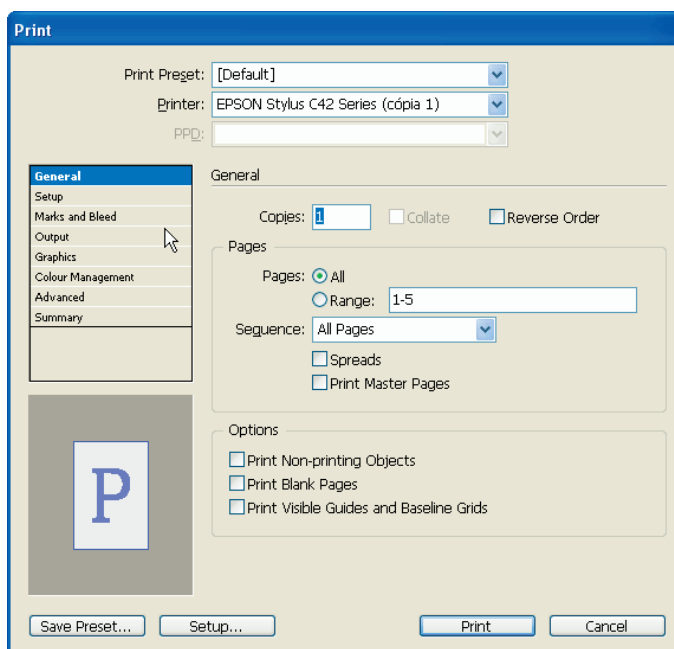 Print
Print Preset: [Default]
Printer: EPSON Stylus C42 Series (cópia 1)
PPD:
General
Setup
Marks and Bleed
Output
Graphics
Colour Management
Advanced
Summary
General
Copies: 1 Collate Reverse Order
Pages
Pages: All
Range: 1-5
Sequence: All Pages
Spreads
Print Master Pages
Options
Print Non-printing Objects
Print Blank Pages
Print Visible Guides and Baseline Grids
P
Save Preset... Setup... Print Cancel